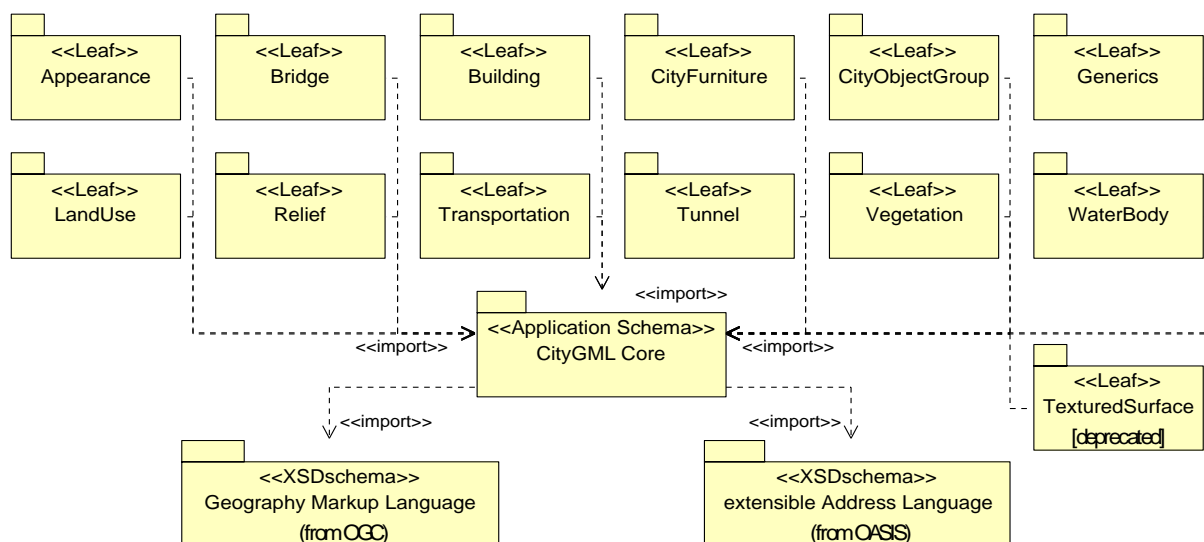 <<Leaf>>
Appearance
<<Leaf>>
Bridge
<<Leaf>>
Building
<<Leaf>>
CityFurniture
<<Leaf>>
CityObjectGroup
<<Leaf>>
Generics
<<Leaf>>
LandUse
<<Leaf>>
Relief
<<Leaf>>
Transportation
<<Leaf>>
Tunnel
<<Leaf>>
Vegetation
<<Leaf>>
WaterBody
<<import>>
<<Application Schema>>
CityGML Core
<<import>>
<<import>>
<<Leaf>>
TexturedSurface
[deprecated]
<<import>>
<<import>>
<<XSDschema>>
Geography Markup Language
(from OGC)
<<XSDschema>>
extensible Address Language
(from OASIS)